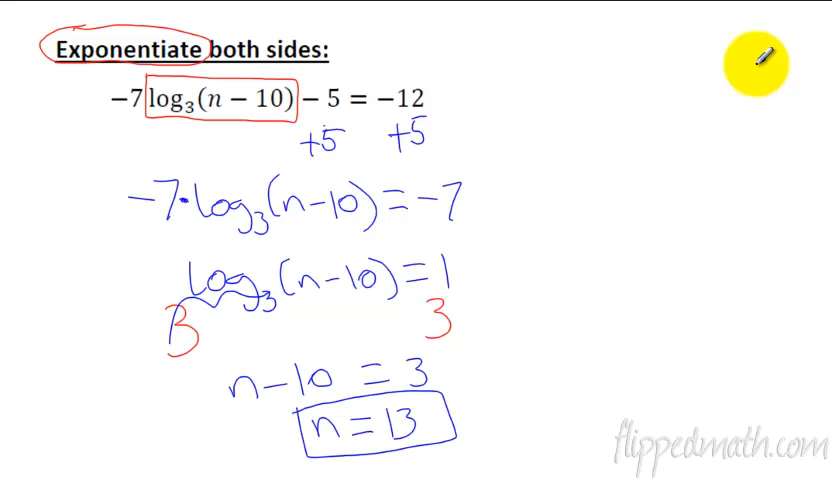 Exponentiate both sides:
−7 log₃(n − 10) − 5 = −12
+5 +5
−7·log₃(n−10)=−7
log₃(n−10)=1
3 3
n−10 = 3
n=13
flippedmath.com